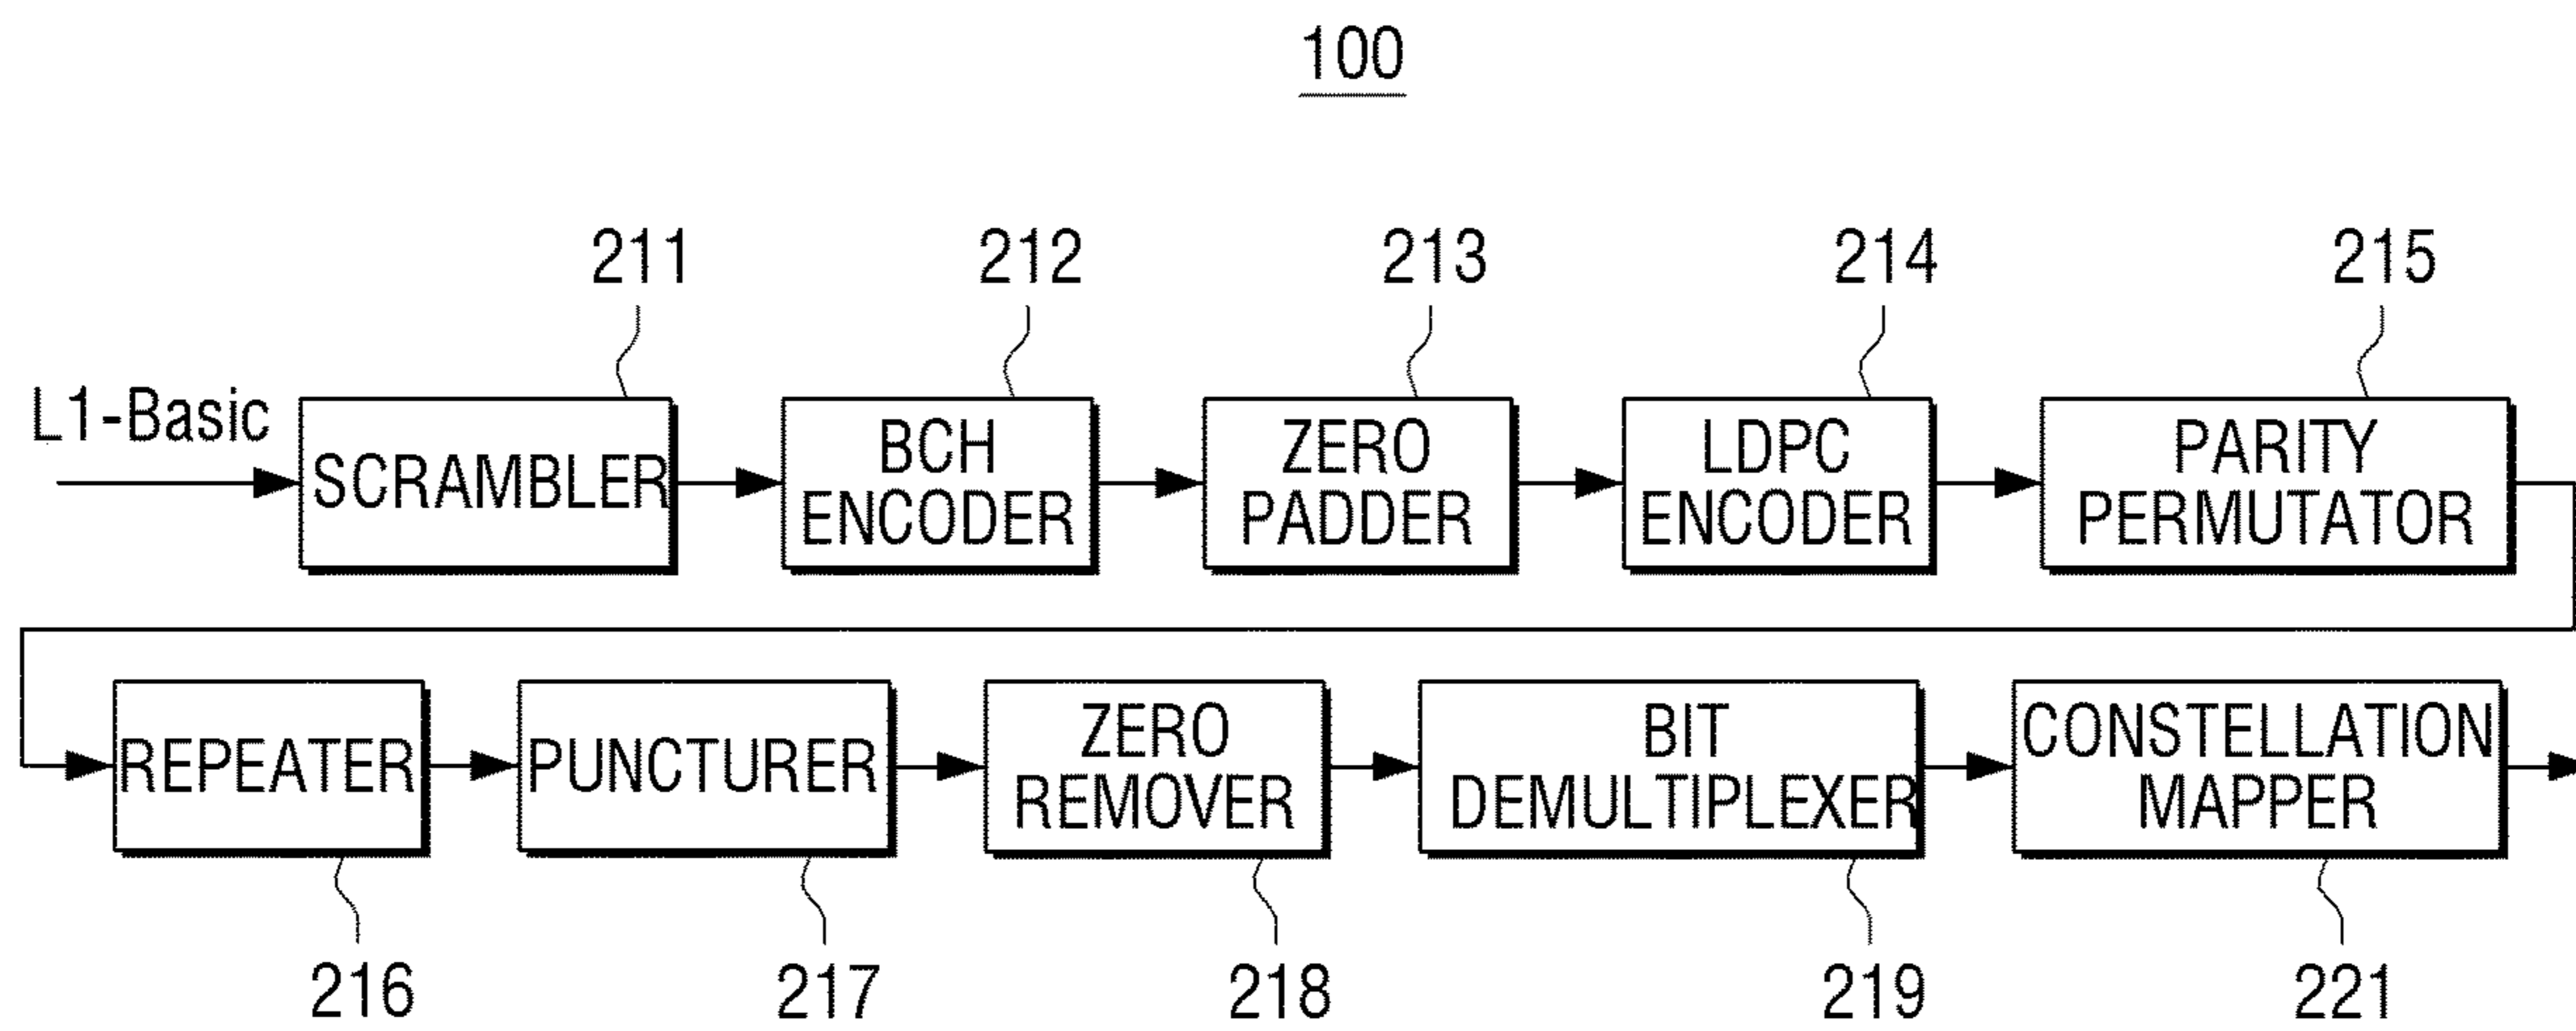 100
211
212
213
214
215
L1-Basic
SCRAMBLER
BCH
ENCODER
ZERO
PADDER
LDPC
ENCODER
PARITY
PERMUTATOR
REPEATER
PUNCTURER
ZERO
REMOVER
BIT
DEMULTIPLEXER
CONSTELLATION
MAPPER
216
217
218
219
221